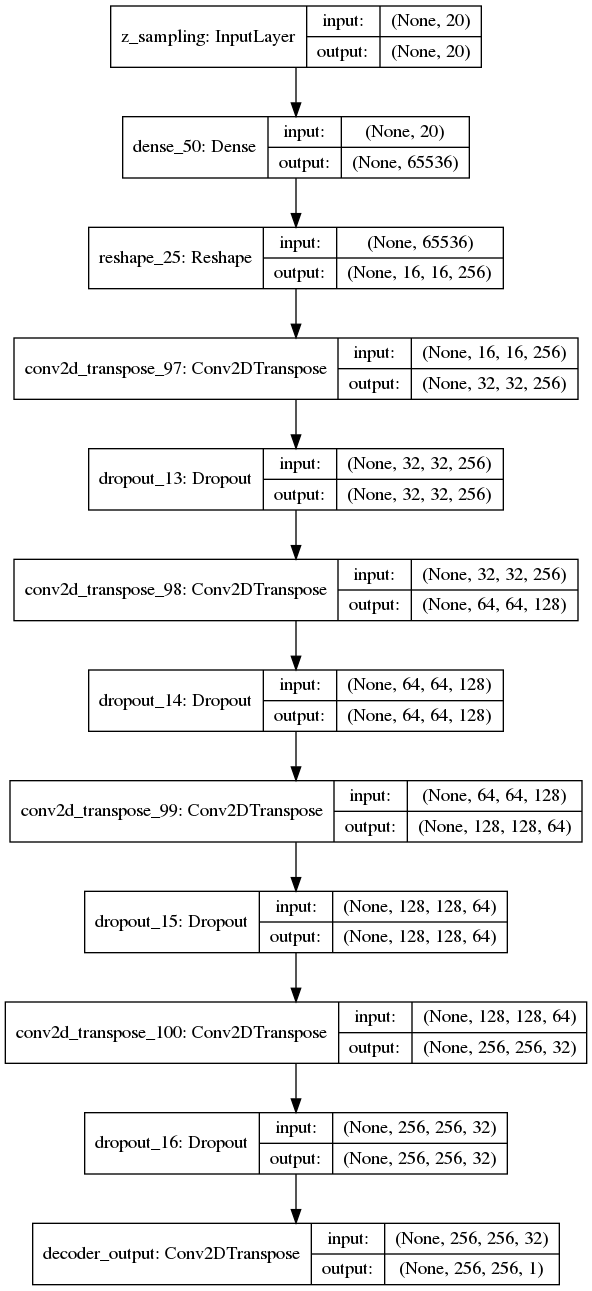 z_sampling: InputLayer
input: (None, 20)
output: (None, 20)
dense_50: Dense
input: (None, 20)
output: (None, 65536)
reshape_25: Reshape
input: (None, 65536)
output: (None, 16, 16, 256)
conv2d_transpose_97: Conv2DTranspose
input: (None, 16, 16, 256)
output: (None, 32, 32, 256)
dropout_13: Dropout
input: (None, 32, 32, 256)
output: (None, 32, 32, 256)
conv2d_transpose_98: Conv2DTranspose
input: (None, 32, 32, 256)
output: (None, 64, 64, 128)
dropout_14: Dropout
input: (None, 64, 64, 128)
output: (None, 64, 64, 128)
conv2d_transpose_99: Conv2DTranspose
input: (None, 64, 64, 128)
output: (None, 128, 128, 64)
dropout_15: Dropout
input: (None, 128, 128, 64)
output: (None, 128, 128, 64)
conv2d_transpose_100: Conv2DTranspose
input: (None, 128, 128, 64)
output: (None, 256, 256, 32)
dropout_16: Dropout
input: (None, 256, 256, 32)
output: (None, 256, 256, 32)
decoder_output: Conv2DTranspose
input: (None, 256, 256, 32)
output: (None, 256, 256, 1)